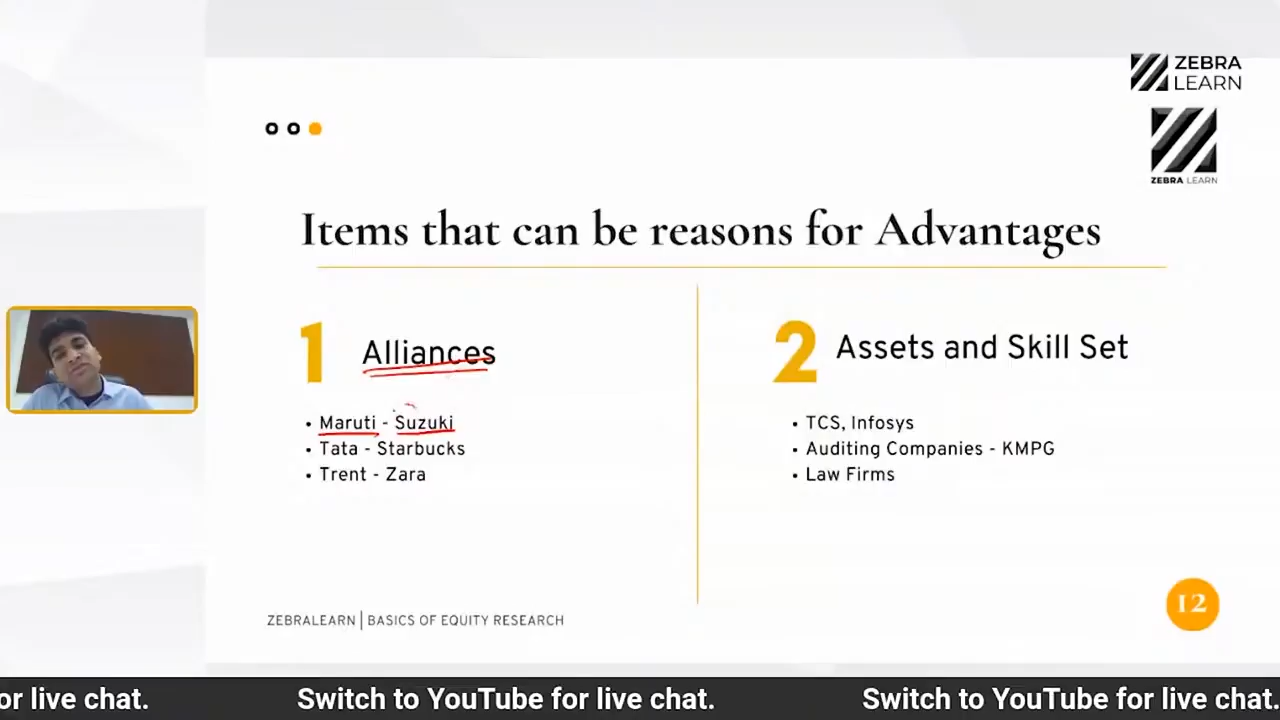 ZEBRA
LEARN
ZEBRA LEARN
Items that can be reasons for Advantages
1 Alliances
• Maruti - Suzuki
• Tata - Starbucks
• Trent - Zara
2 Assets and Skill Set
• TCS, Infosys
• Auditing Companies - KMPG
• Law Firms
ZEBRALEARN | BASICS OF EQUITY RESEARCH
12
or live chat. Switch to YouTube for live chat. Switch to YouTube for live chat.